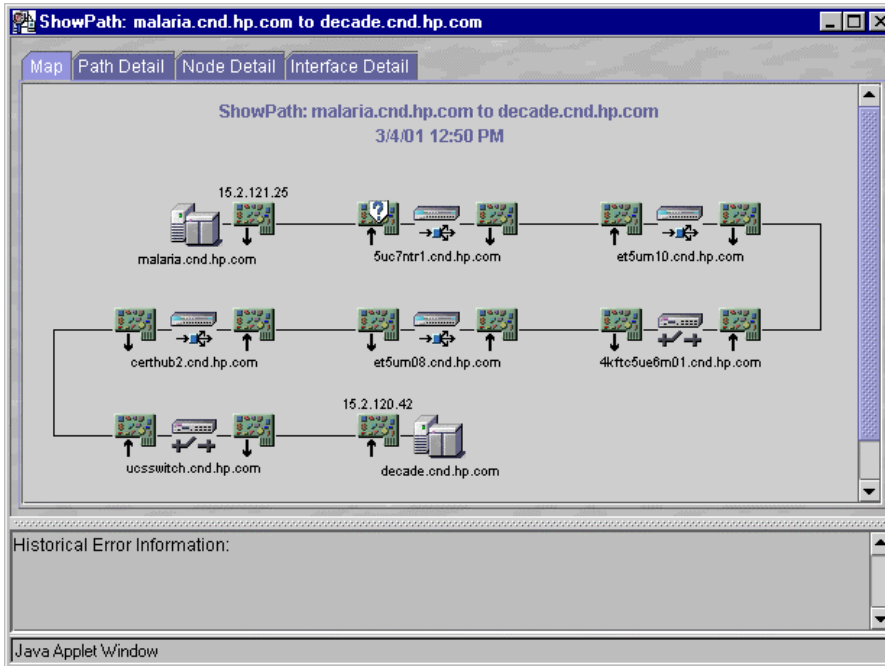 ShowPath: malaria.cnd.hp.com to decade.cnd.hp.com
Map Path Detail Node Detail Interface Detail
ShowPath: malaria.cnd.hp.com to decade.cnd.hp.com
3/4/01 12:50 PM
15.2.121.25
malaria.cnd.hp.com
?
5uc7ntr1.cnd.hp.com
et5um10.cnd.hp.com
certhub2.cnd.hp.com
et5um08.cnd.hp.com
4kftc5ue6m01.cnd.hp.com
15.2.120.42
ucsswitch.cnd.hp.com
decade.cnd.hp.com
Historical Error Information:
Java Applet Window